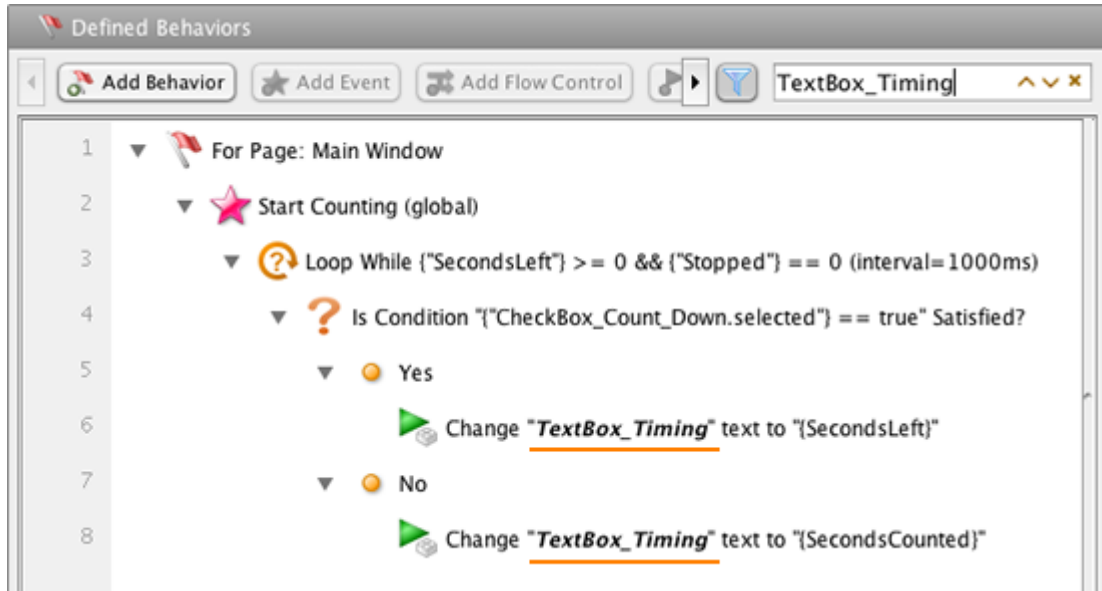 Defined Behaviors
Add Behavior Add Event Add Flow Control TextBox_Timing
1 For Page: Main Window
2 Start Counting (global)
3 Loop While {"SecondsLeft"} >= 0 && {"Stopped"} == 0 (interval=1000ms)
4 Is Condition "{"CheckBox_Count_Down.selected"} == true" Satisfied?
5 Yes
6 Change "TextBox_Timing" text to "{SecondsLeft}"
7 No
8 Change "TextBox_Timing" text to "{SecondsCounted}"